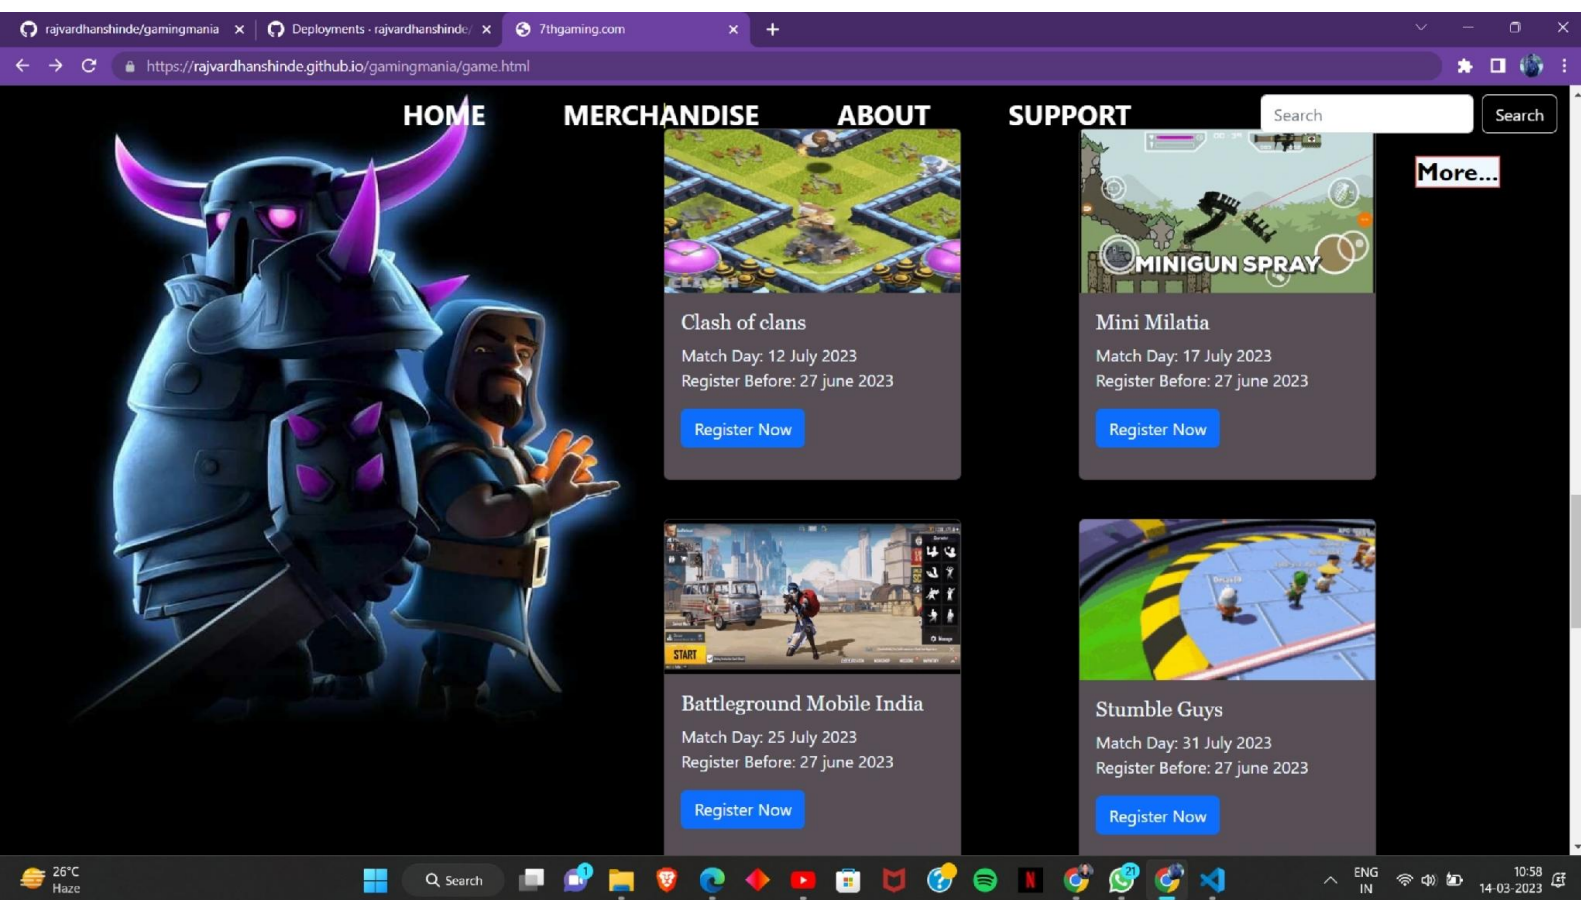 rajvardhanshinde/gamingmania
Deployments · rajvardhanshinde/
7thgaming.com
https://rajvardhanshinde.github.io/gamingmania/game.html
HOME MERCHANDISE ABOUT SUPPORT
Search
Search
More...
CLASH
MINIGUN SPRAY
Clash of clans
Match Day: 12 July 2023
Register Before: 27 june 2023
Register Now
Mini Milatia
Match Day: 17 July 2023
Register Before: 27 june 2023
Register Now
START
Battleground Mobile India
Match Day: 25 July 2023
Register Before: 27 june 2023
Register Now
Stumble Guys
Match Day: 31 July 2023
Register Before: 27 june 2023
Register Now
26°C
Haze
Search
1
21
ENG
IN
10:58
14-03-2023